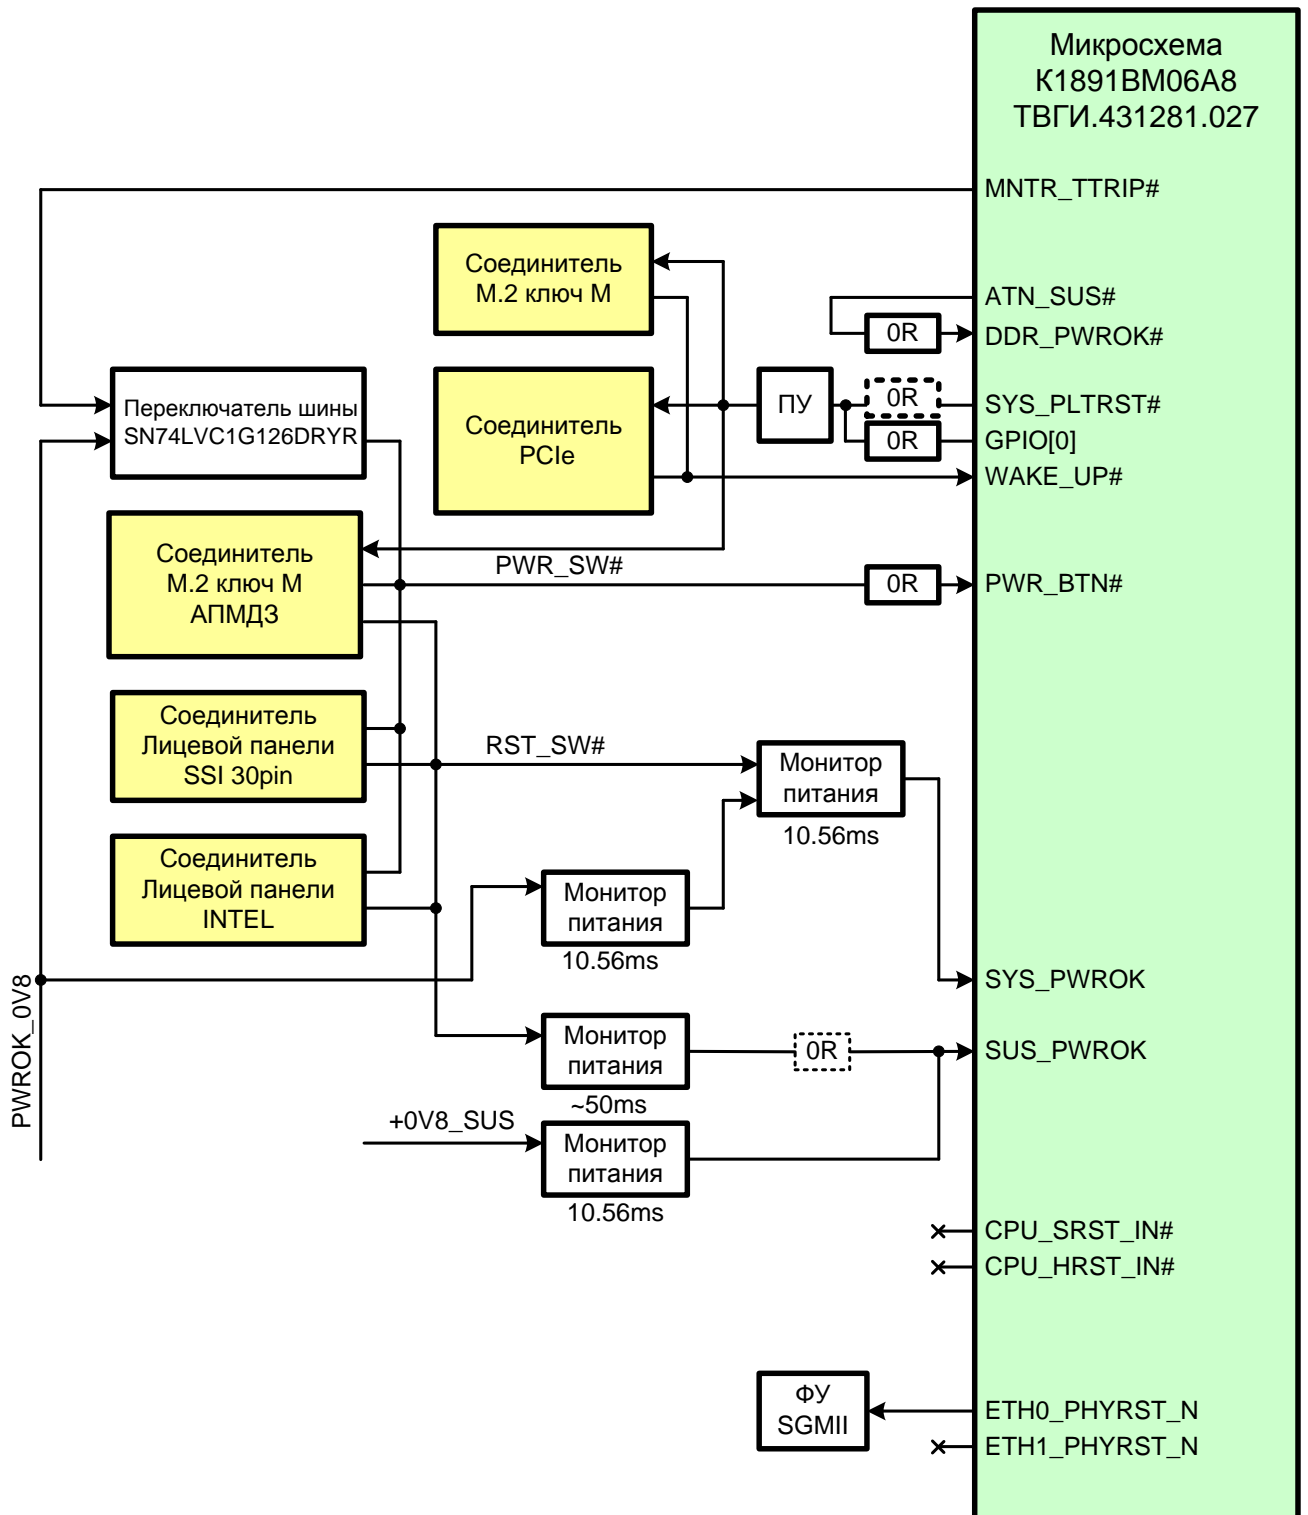 Микросхема
К1891ВМ06А8
ТВГИ.431281.027
MNTR_TTRIP#
Соединитель
М.2 ключ М
ATN_SUS#
0R
DDR_PWROK#
Переключатель шины
SN74LVC1G126DRYR
Соединитель
PCIe
ПУ
0R
SYS_PLTRST#
0R
GPIO[0]
WAKE_UP#
Соединитель
М.2 ключ М
АПМДЗ
PWR_SW#
0R
PWR_BTN#
Соединитель
Лицевой панели
SSI 30pin
RST_SW#
Монитор
питания
10.56ms
Соединитель
Лицевой панели
INTEL
Монитор
питания
10.56ms
PWROK_0V8
SYS_PWROK
Монитор
питания
~50ms
0R
SUS_PWROK
+0V8_SUS
Монитор
питания
10.56ms
CPU_SRST_IN#
CPU_HRST_IN#
ФУ
SGMII
ETH0_PHYRST_N
ETH1_PHYRST_N